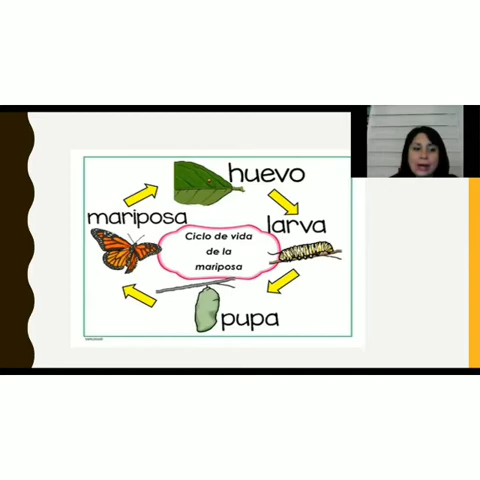 huevo
mariposa
larva
Ciclo de vida
de la
mariposa
pupa